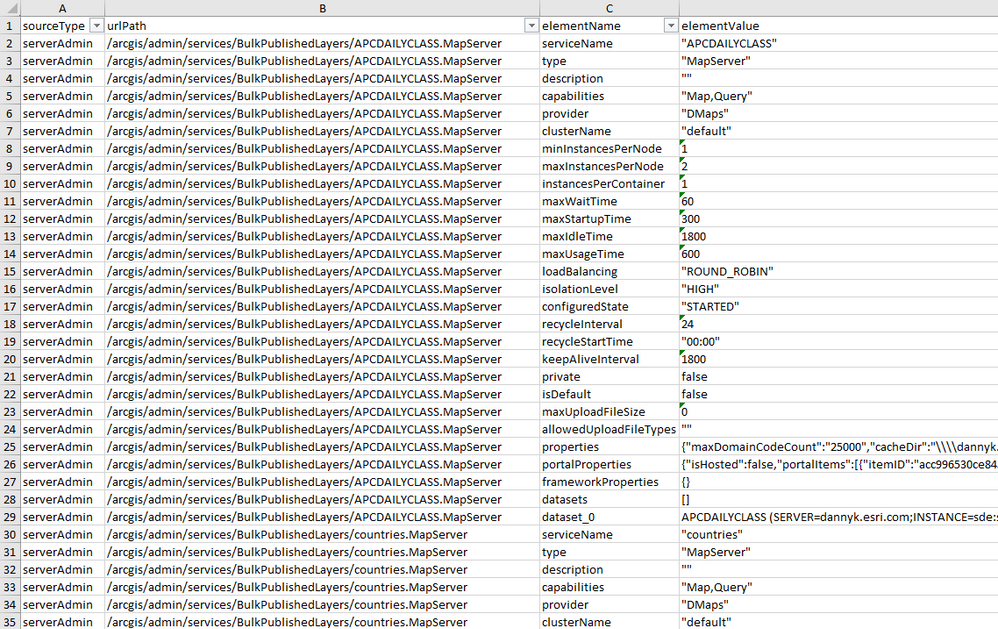 A B C
1 sourceType urlPath elementName elementValue
2 serverAdmin /arcgis/admin/services/BulkPublishedLayers/APCDAILYCLASS.MapServer serviceName "APCDAILYCLASS"
3 serverAdmin /arcgis/admin/services/BulkPublishedLayers/APCDAILYCLASS.MapServer type "MapServer"
4 serverAdmin /arcgis/admin/services/BulkPublishedLayers/APCDAILYCLASS.MapServer description ""
5 serverAdmin /arcgis/admin/services/BulkPublishedLayers/APCDAILYCLASS.MapServer capabilities "Map,Query"
6 serverAdmin /arcgis/admin/services/BulkPublishedLayers/APCDAILYCLASS.MapServer provider "DMaps"
7 serverAdmin /arcgis/admin/services/BulkPublishedLayers/APCDAILYCLASS.MapServer clusterName "default"
8 serverAdmin /arcgis/admin/services/BulkPublishedLayers/APCDAILYCLASS.MapServer minInstancesPerNode 1
9 serverAdmin /arcgis/admin/services/BulkPublishedLayers/APCDAILYCLASS.MapServer maxInstancesPerNode 2
10 serverAdmin /arcgis/admin/services/BulkPublishedLayers/APCDAILYCLASS.MapServer instancesPerContainer 1
11 serverAdmin /arcgis/admin/services/BulkPublishedLayers/APCDAILYCLASS.MapServer maxWaitTime 60
12 serverAdmin /arcgis/admin/services/BulkPublishedLayers/APCDAILYCLASS.MapServer maxStartupTime 300
13 serverAdmin /arcgis/admin/services/BulkPublishedLayers/APCDAILYCLASS.MapServer maxIdleTime 1800
14 serverAdmin /arcgis/admin/services/BulkPublishedLayers/APCDAILYCLASS.MapServer maxUsageTime 600
15 serverAdmin /arcgis/admin/services/BulkPublishedLayers/APCDAILYCLASS.MapServer loadBalancing "ROUND_ROBIN"
16 serverAdmin /arcgis/admin/services/BulkPublishedLayers/APCDAILYCLASS.MapServer isolationLevel "HIGH"
17 serverAdmin /arcgis/admin/services/BulkPublishedLayers/APCDAILYCLASS.MapServer configuredState "STARTED"
18 serverAdmin /arcgis/admin/services/BulkPublishedLayers/APCDAILYCLASS.MapServer recycleInterval 24
19 serverAdmin /arcgis/admin/services/BulkPublishedLayers/APCDAILYCLASS.MapServer recycleStartTime "00:00"
20 serverAdmin /arcgis/admin/services/BulkPublishedLayers/APCDAILYCLASS.MapServer keepAliveInterval 1800
21 serverAdmin /arcgis/admin/services/BulkPublishedLayers/APCDAILYCLASS.MapServer private false
22 serverAdmin /arcgis/admin/services/BulkPublishedLayers/APCDAILYCLASS.MapServer isDefault false
23 serverAdmin /arcgis/admin/services/BulkPublishedLayers/APCDAILYCLASS.MapServer maxUploadFileSize 0
24 serverAdmin /arcgis/admin/services/BulkPublishedLayers/APCDAILYCLASS.MapServer allowedUploadFileTypes ""
25 serverAdmin /arcgis/admin/services/BulkPublishedLayers/APCDAILYCLASS.MapServer properties {"maxDomainCodeCount":"25000","cacheDir":"\\\\dannyk.
26 serverAdmin /arcgis/admin/services/BulkPublishedLayers/APCDAILYCLASS.MapServer portalProperties {"isHosted":false,"portalItems":[{"itemID":"acc996530ce84
27 serverAdmin /arcgis/admin/services/BulkPublishedLayers/APCDAILYCLASS.MapServer frameworkProperties {}
28 serverAdmin /arcgis/admin/services/BulkPublishedLayers/APCDAILYCLASS.MapServer datasets []
29 serverAdmin /arcgis/admin/services/BulkPublishedLayers/APCDAILYCLASS.MapServer dataset_0 APCDAILYCLASS (SERVER=dannyk.esri.com;INSTANCE=sde:s
30 serverAdmin /arcgis/admin/services/BulkPublishedLayers/countries.MapServer serviceName "countries"
31 serverAdmin /arcgis/admin/services/BulkPublishedLayers/countries.MapServer type "MapServer"
32 serverAdmin /arcgis/admin/services/BulkPublishedLayers/countries.MapServer description ""
33 serverAdmin /arcgis/admin/services/BulkPublishedLayers/countries.MapServer capabilities "Map,Query"
34 serverAdmin /arcgis/admin/services/BulkPublishedLayers/countries.MapServer provider "DMaps"
35 serverAdmin /arcgis/admin/services/BulkPublishedLayers/countries.MapServer clusterName "default"